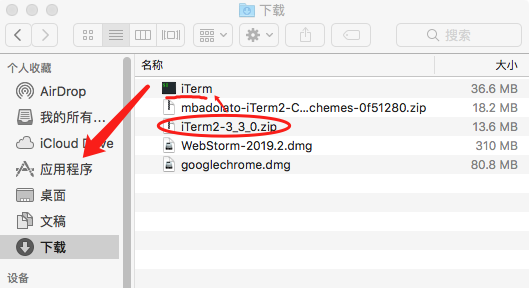 下载
搜索
个人收藏
AirDrop
我的所有...
iCloud Drive
应用程序
桌面
文稿
下载
设备
名称
大小
iTerm
36.6 MB
mbadolato-iTerm2-C...chemes-0f51280.zip
18.2 MB
iTerm2-3_3_0.zip
13.6 MB
WebStorm-2019.2.dmg
310 MB
googlechrome.dmg
80.8 MB